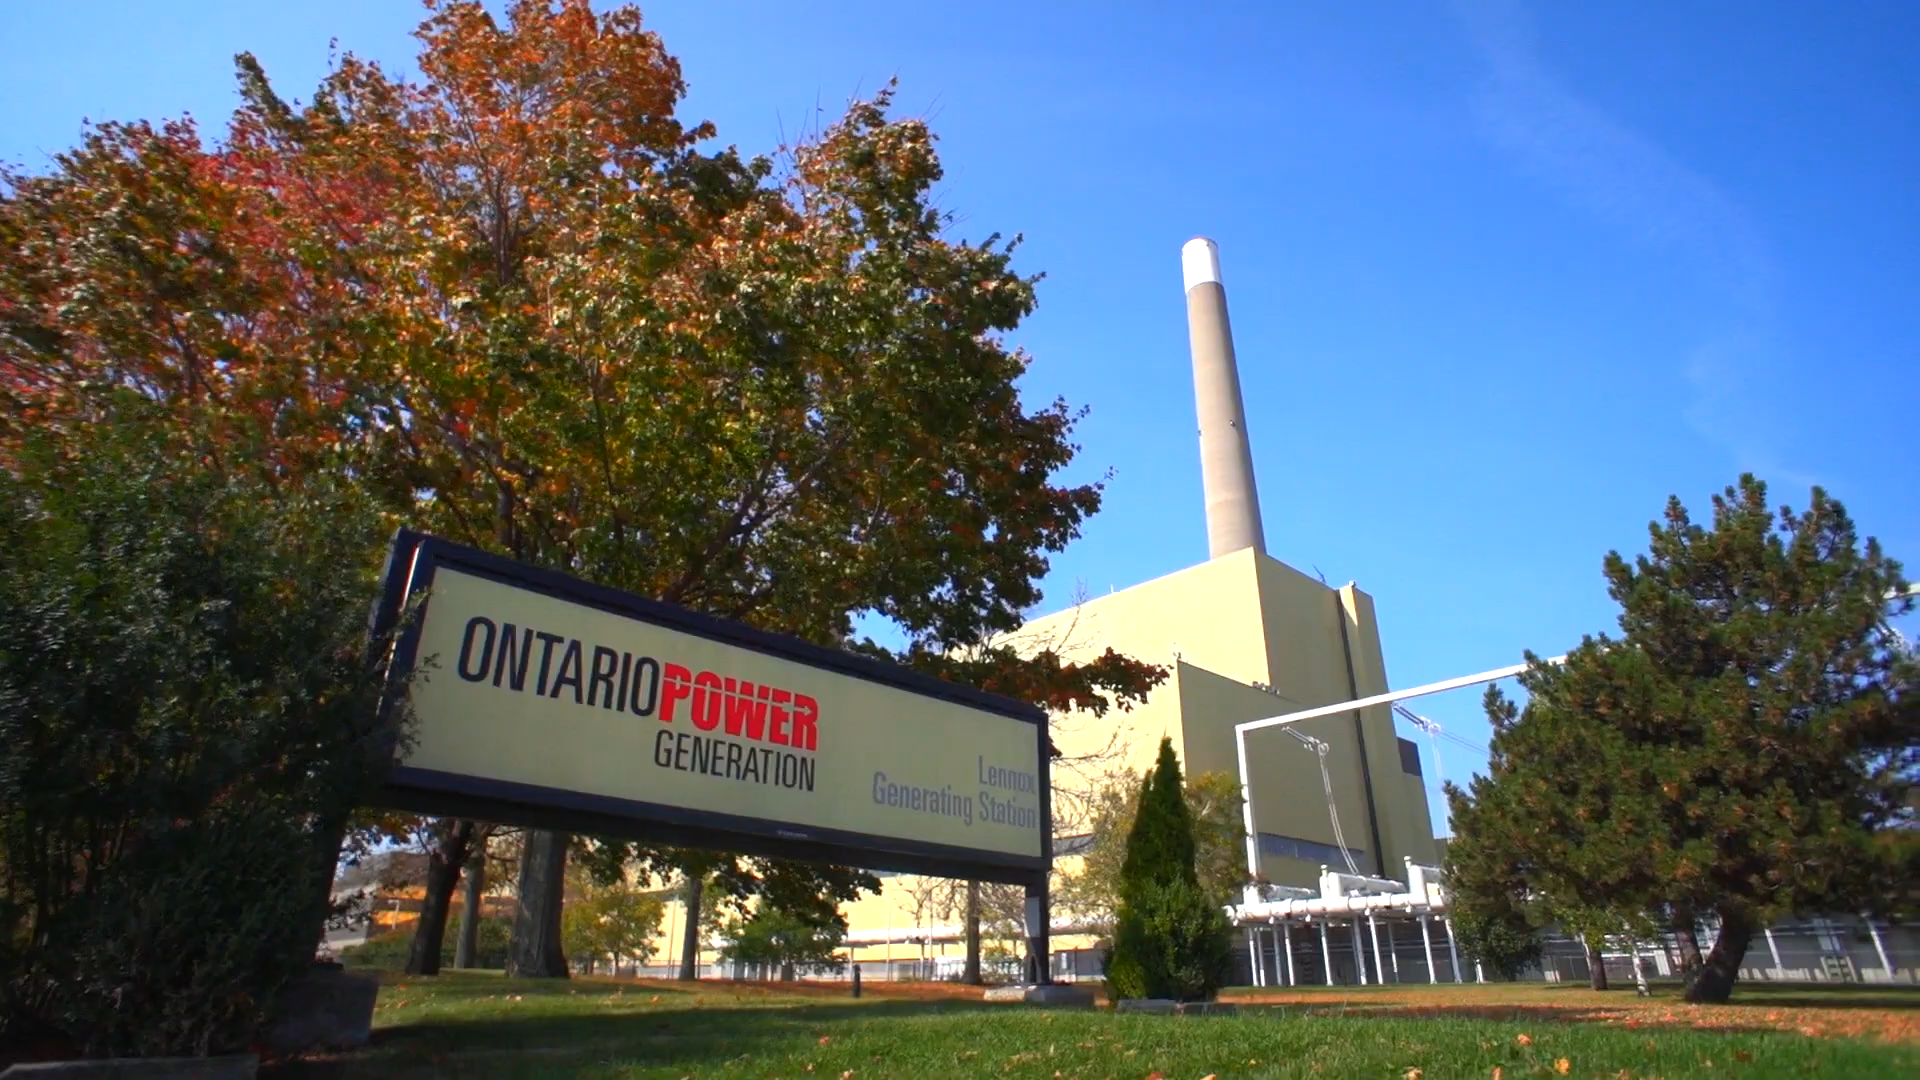 ONTARIOPOWER
GENERATION
Lennox
Generating Station